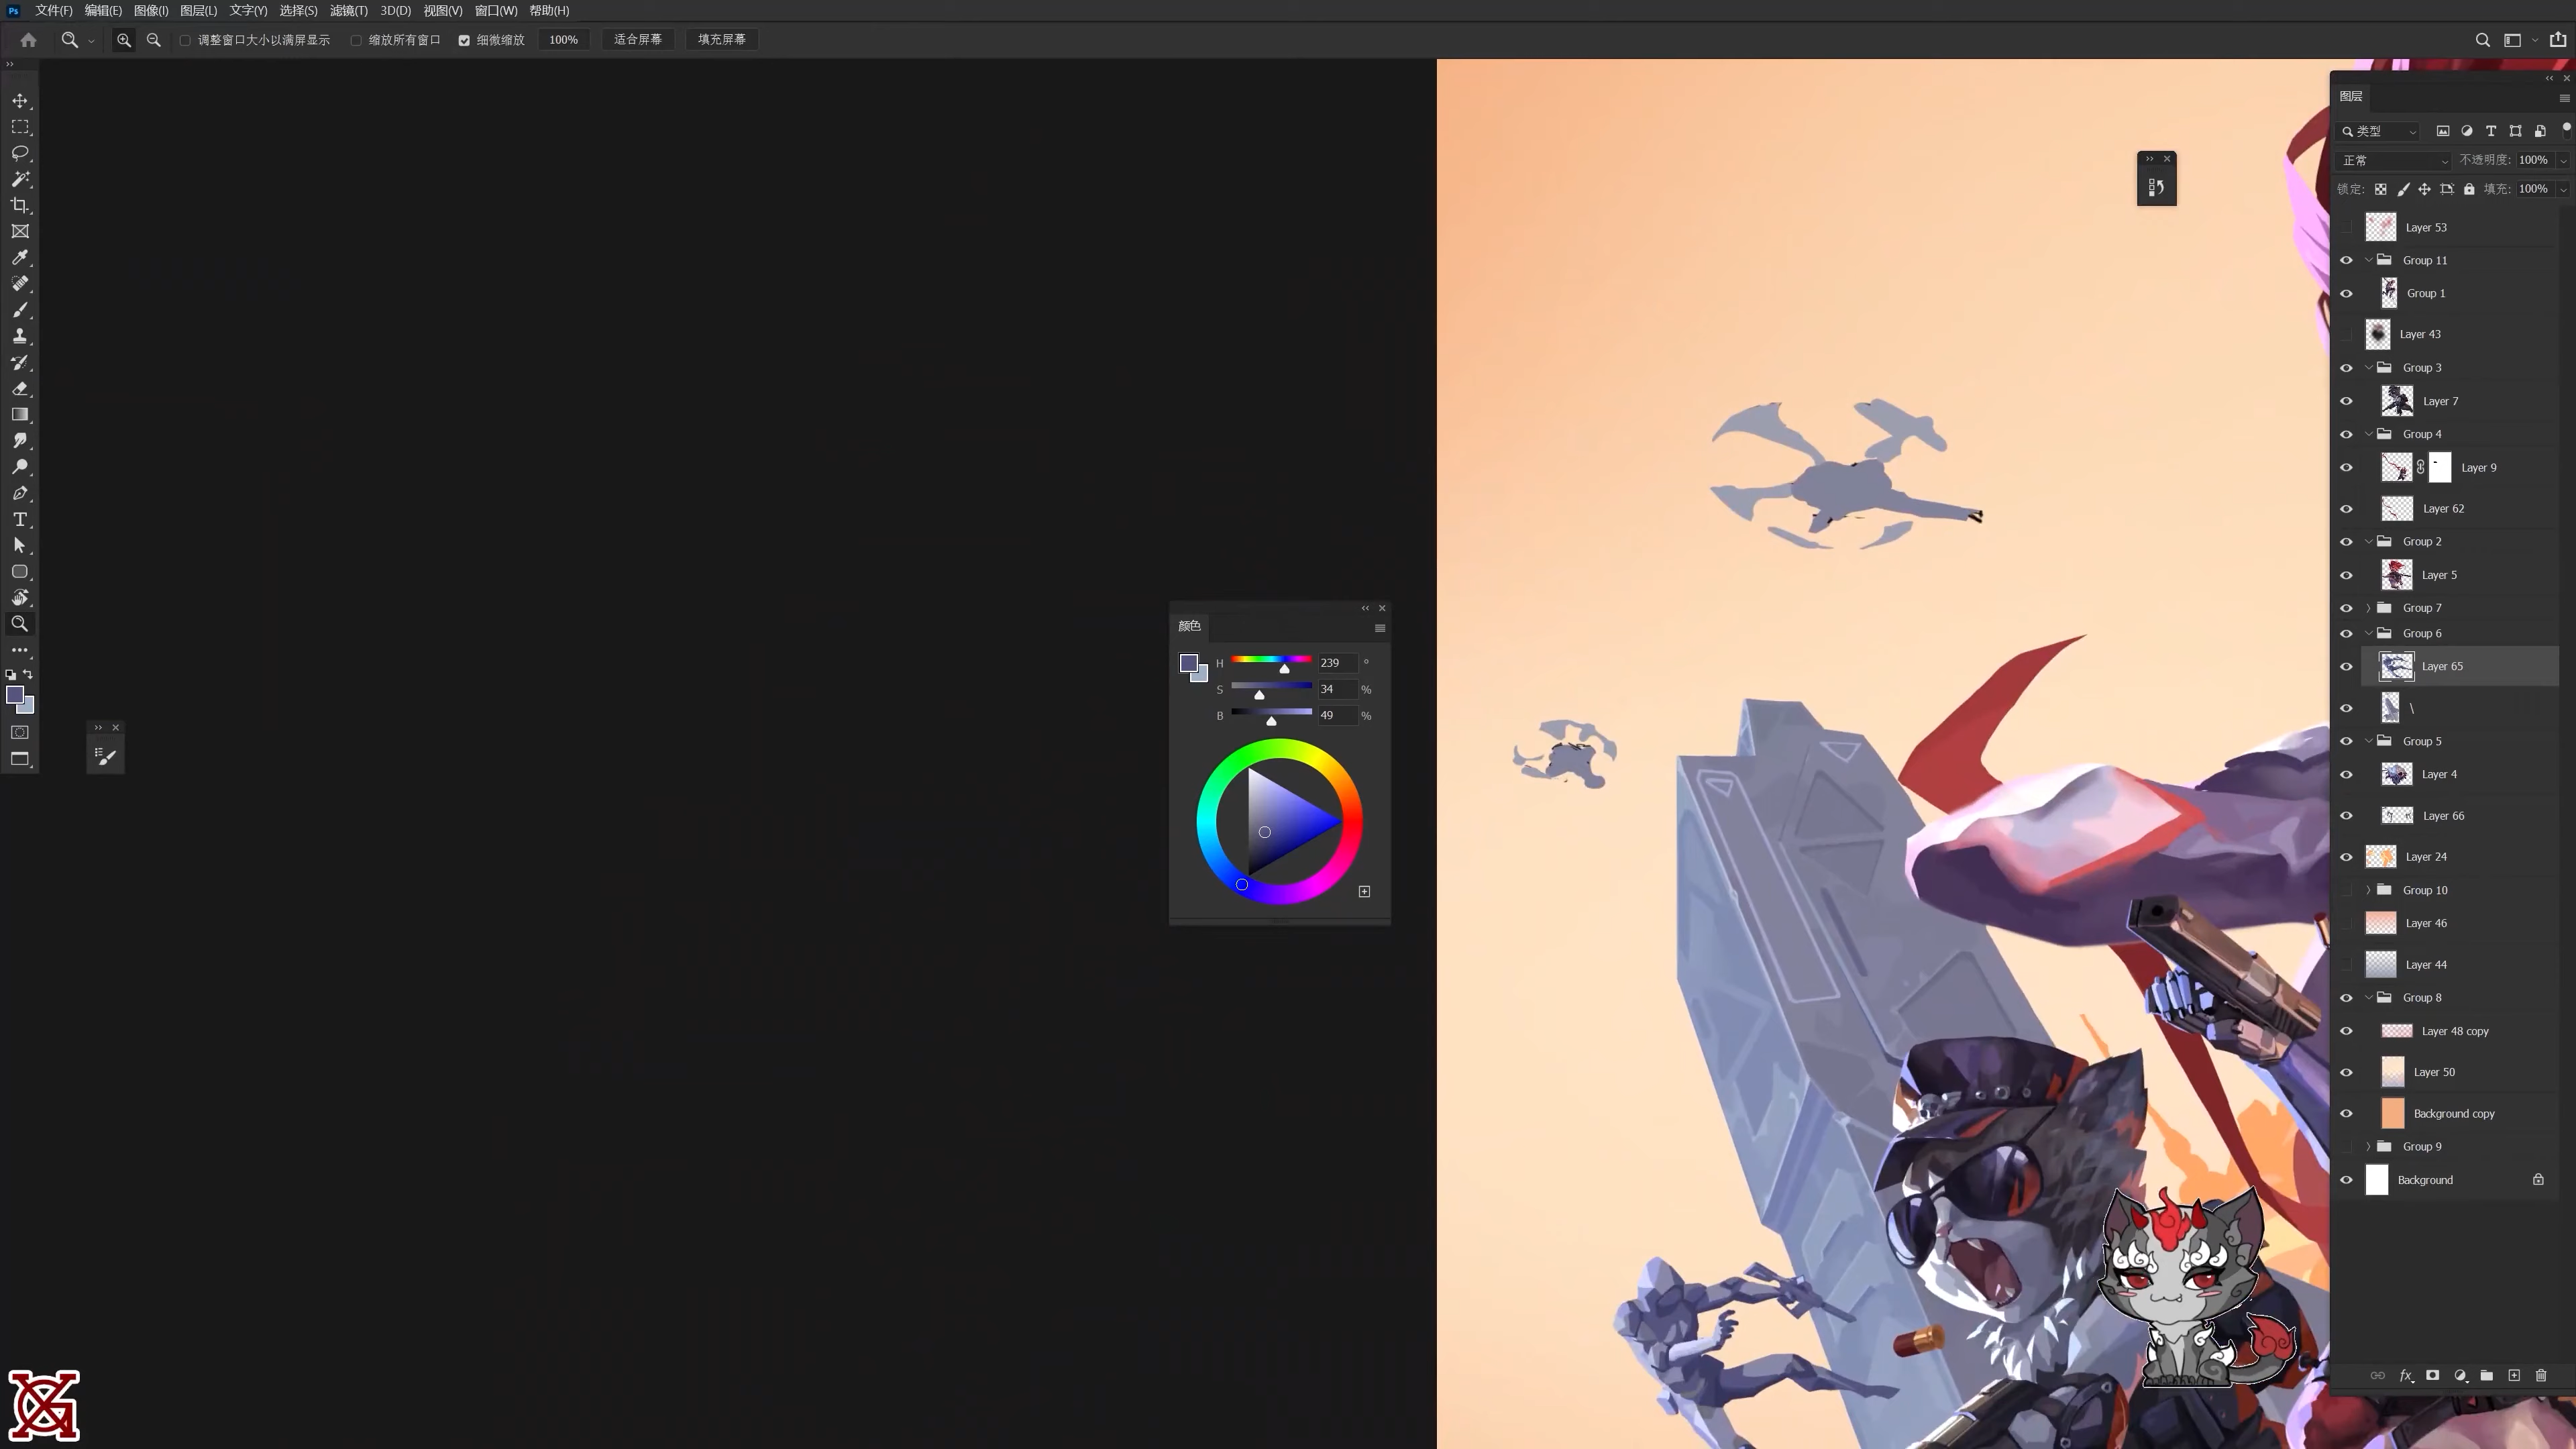 Ps 文件(F) 编辑(E) 图像(I) 图层(L) 文字(Y) 选择(S) 滤镜(T) 3D(D) 视图(V) 窗口(W) 帮助(H)
调整窗口大小以满屏显示 缩放所有窗口 细微缩放 100% 适合屏幕 填充屏幕
图层
类型
正常 不透明度: 100%
锁定: 填充: 100%
Layer 53
Group 11
Group 1
Layer 43
Group 3
Layer 7
Group 4
Layer 9
Layer 62
Group 2
Layer 5
Group 7
Group 6
Layer 65
\
Group 5
Layer 4
Layer 66
Layer 24
Group 10
Layer 46
Layer 44
Group 8
Layer 48 copy
Layer 50
Background copy
Group 9
Background
fx
颜色
H 239 °
S 34 %
B 49 %